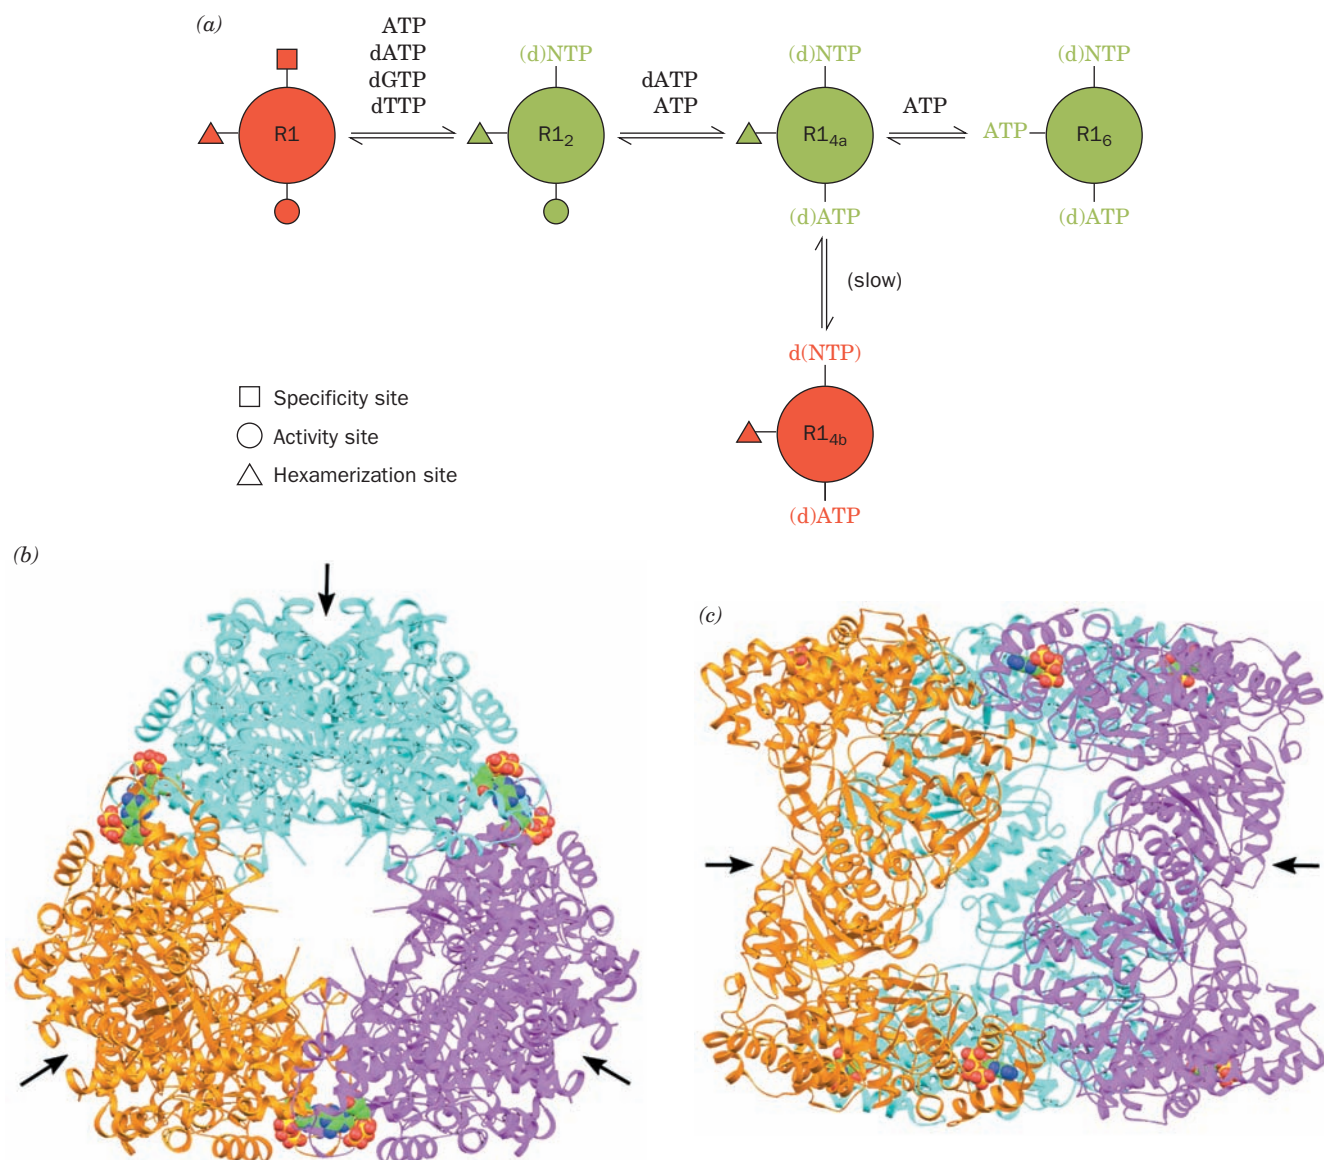 (a)
ATP
dATP
dGTP
dTTP
(d)NTP
dATP
ATP
(d)NTP
ATP
(d)NTP
R1
R1₂
R1₄ₐ
ATP
R1₆
(d)ATP
(d)ATP
(slow)
d(NTP)
R1₄b
(d)ATP
Specificity site
Activity site
Hexamerization site
(b)
(c)